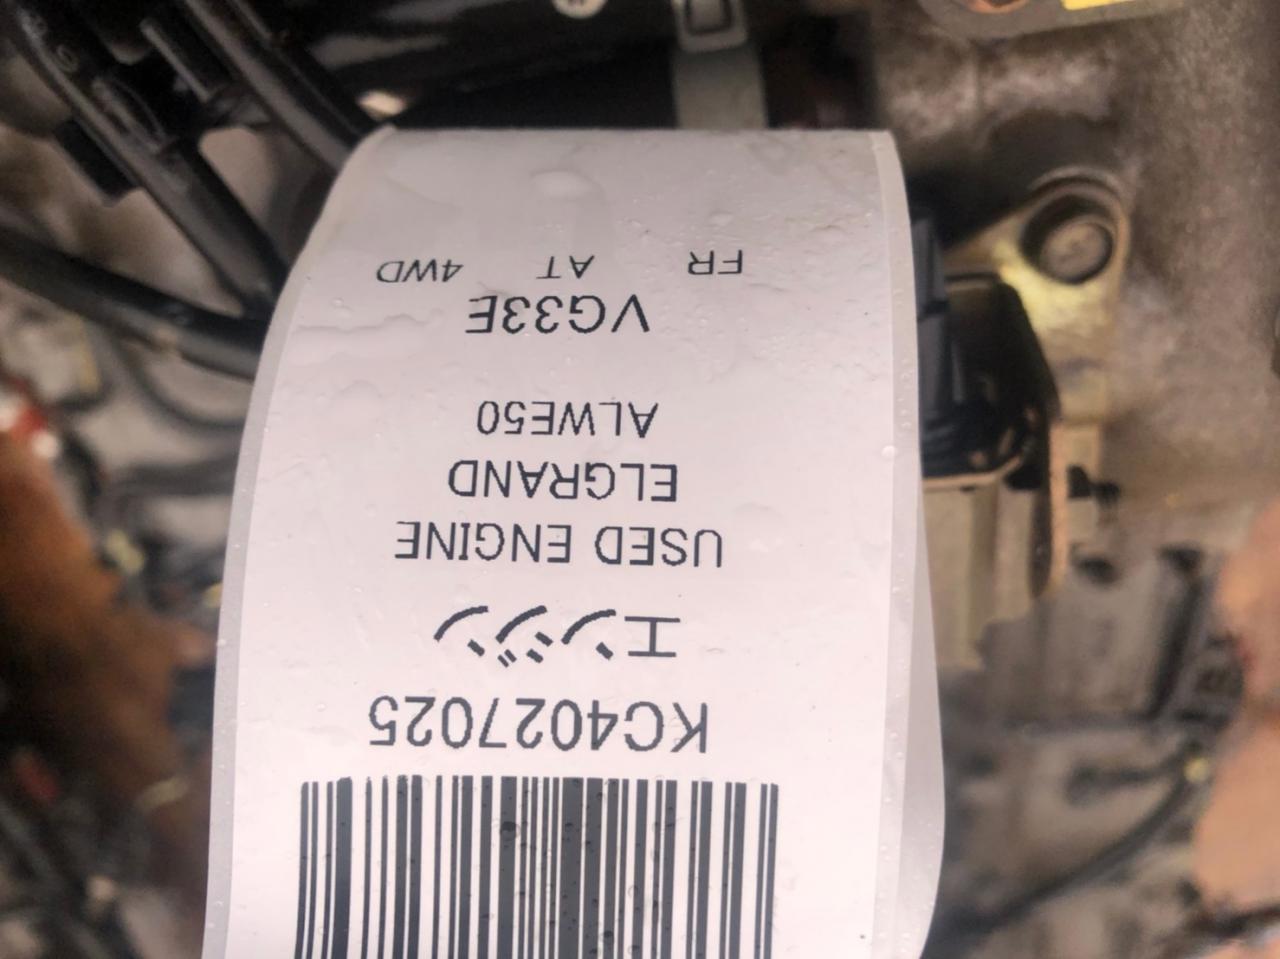 KC4027025
エンジン
USED ENGINE
ELGRAND
ALWE50
VG33E
FR AT 4WD